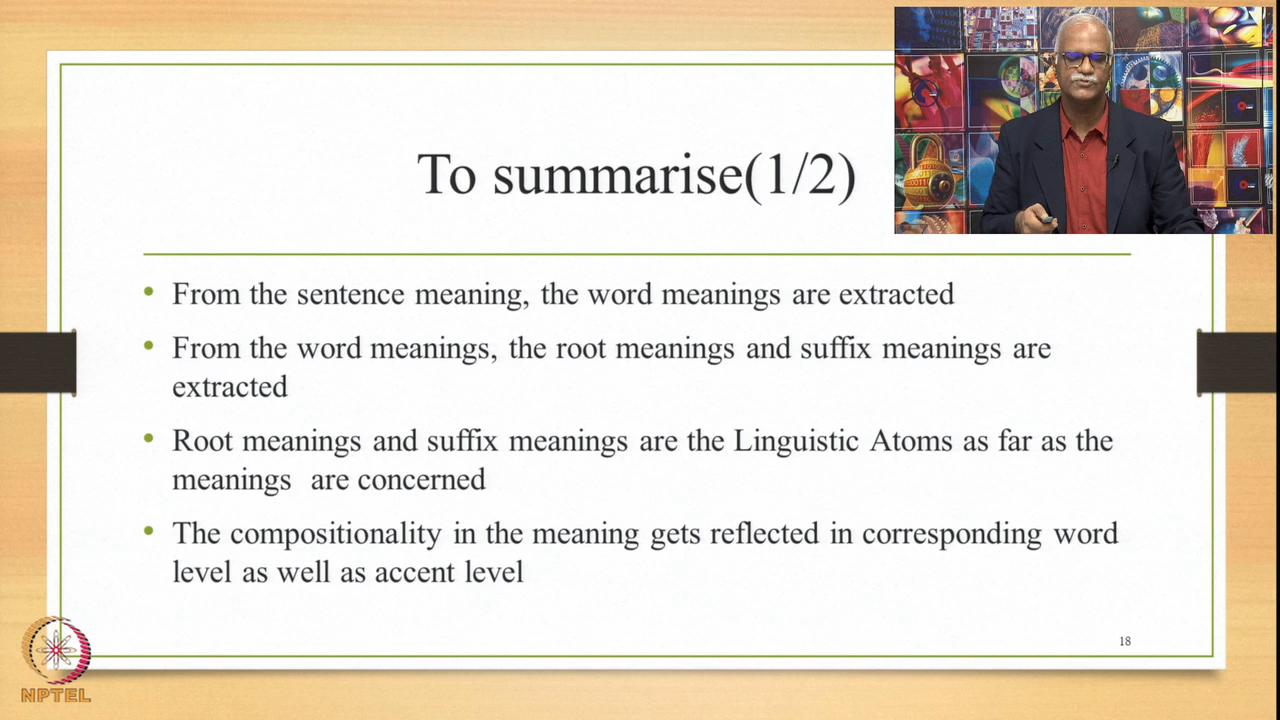 To summarise(1/2)
• From the sentence meaning, the word meanings are extracted
• From the word meanings, the root meanings and suffix meanings are
extracted
• Root meanings and suffix meanings are the Linguistic Atoms as far as the
meanings are concerned
• The compositionality in the meaning gets reflected in corresponding word
level as well as accent level
18
NPTEL